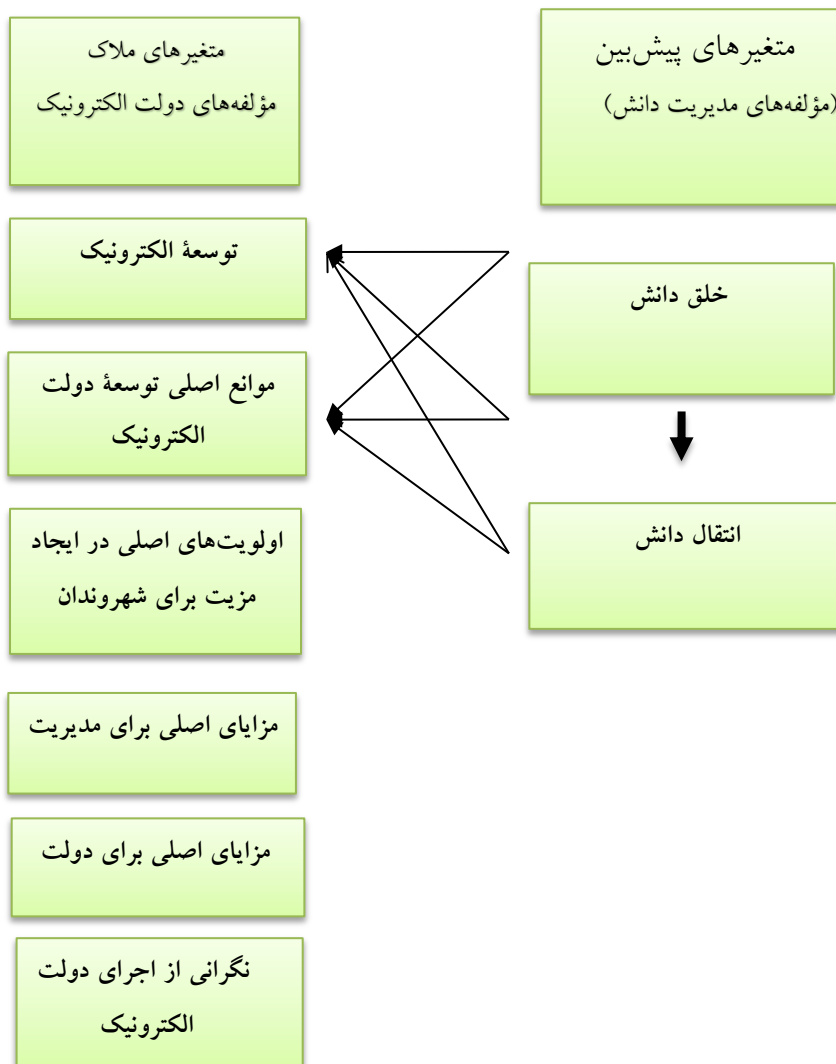 متغیرهای پیش‌بین
(مؤلفه‌های مدیریت دانش)
خلق دانش
انتقال دانش
متغیرهای ملاک
مؤلفه‌های دولت الکترونیک
توسعهٔ الکترونیک
موانع اصلی توسعهٔ دولت
الکترونیک
اولویت‌های اصلی در ایجاد
مزیت برای شهروندان
مزایای اصلی برای مدیریت
مزایای اصلی برای دولت
نگرانی از اجرای دولت
الکترونیک